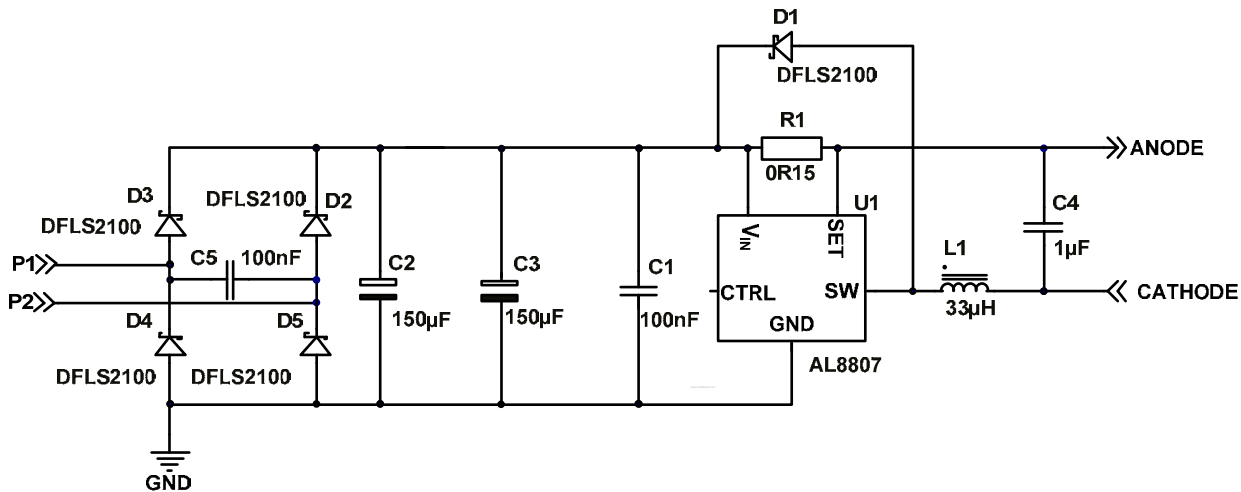 D1
DFLS2100
R1
0R15
ANODE
D3
DFLS2100
DFLS2100
D2
U1
VIN
SET
C4
1µF
P1
C5
100nF
C2
150µF
C3
150µF
C1
100nF
CTRL
SW
GND
L1
33µH
CATHODE
P2
D4
D5
DFLS2100
DFLS2100
AL8807
GND